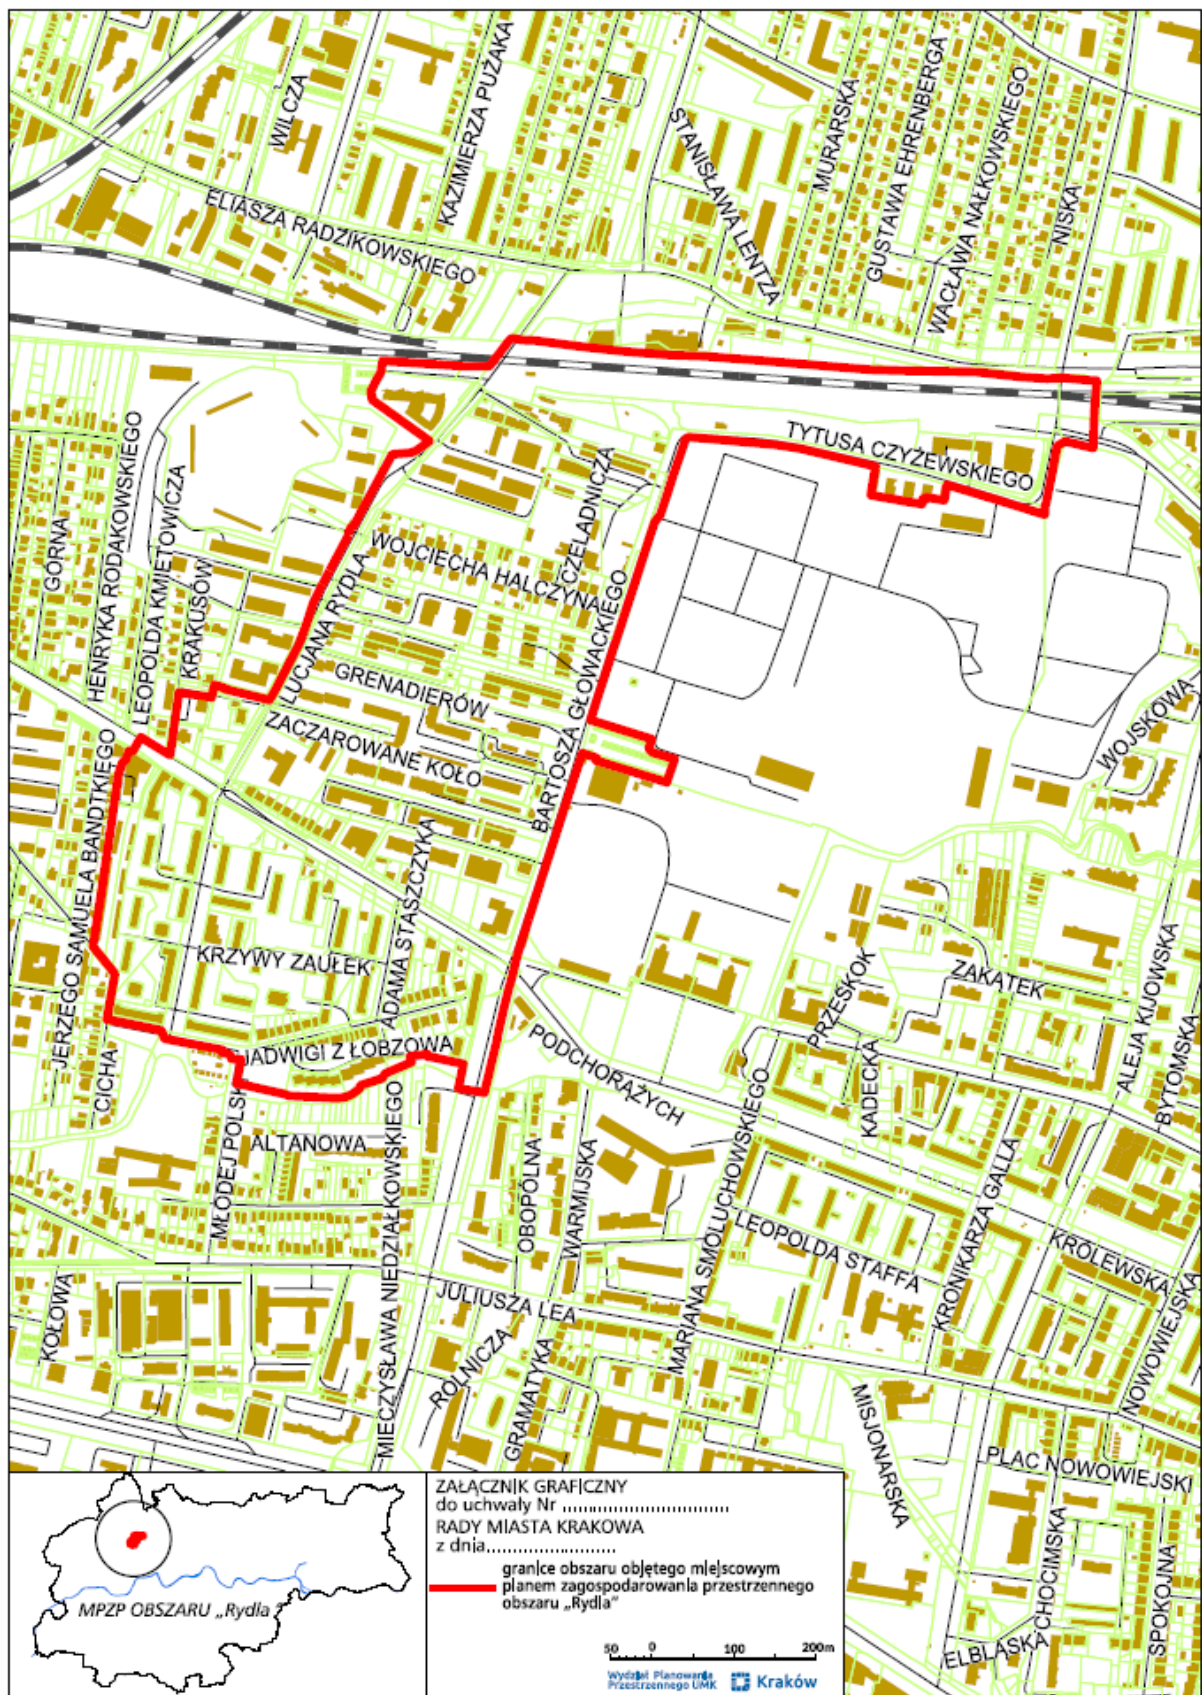 WILCZA
KAZIMIERZA PUŻAKA
STANISŁAWA LENTZA
MURARSKA
GUSTAWA EHRENBERGA
WACŁAWA NAŁKOWSKIEGO
NISKA
ELIASZA RADZIKOWSKIEGO
TYTUSA CZYŻEWSKIEGO
GÓRNA
HENRYKA RODAKOWSKIEGO
LEOPOLDA KMIETOWICZA
KRAKUSÓW
LUCJANA RYDLA
WOJCIECHA HALCZYNA
CZELADNICZA
BARTOSZA GŁOWACKIEGO
GRENADIERÓW
ZACZAROWANE KOŁO
WOJSKOWA
JERZEGO SAMUELA BANDTKIEGO
ADAMA STASZCZYKA
KRZYWY ZAUŁEK
JADWIGI Z ŁOBZOWA
CICHA
MŁODEJ POLSKI
ALTANOWA
MIECZYSŁAWA NIEDZIAŁKOWSKIEGO
PODCHORĄŻYCH
PRZESKOK
ZAKĄTEK
KADECKA
ALEJA KIJOWSKA
BYTOMSKA
OBOPÓLNA
WARMIJSKA
MARIANA SMOLUCHOWSKIEGO
LEOPOLDA STAFFA
KRONIKARZA GALLA
KRÓLEWSKA
NOWOWIEJSKA
KOŁOWA
JULIUSZA LEA
ROLNICZA
GRAMATYKA
MISJONARSKA
PLAC NOWOWIEJSKI
CHOCIMSKA
ELBLĄSKA
SPOKOJNA
MPZP OBSZARU „Rydla”
ZAŁĄCZNIK GRAFICZNY
do uchwały Nr ................................
RADY MIASTA KRAKOWA
z dnia.........................
granice obszaru objętego miejscowym
planem zagospodarowania przestrzennego
obszaru „Rydla”
50 0 100 200m
Wydział Planowania
Przestrzennego UMK
Kraków